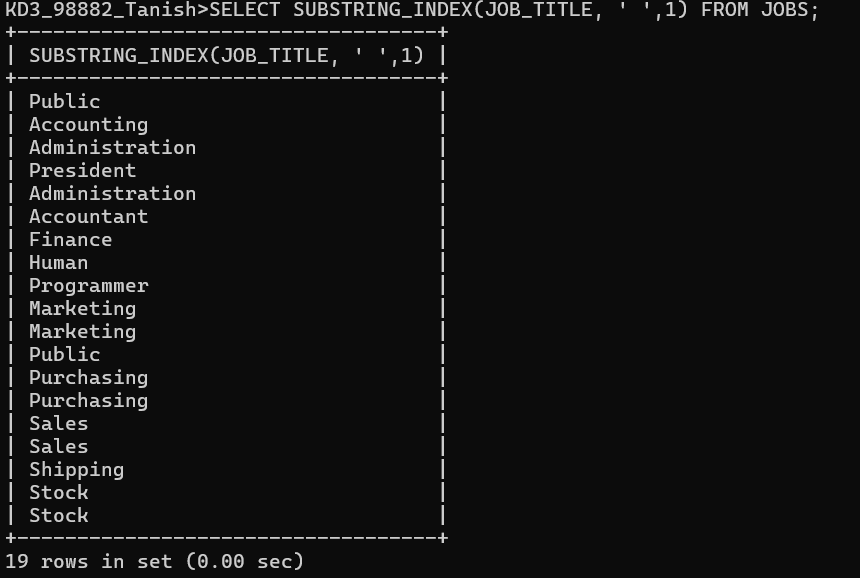 KD3_98882_Tanish>SELECT SUBSTRING_INDEX(JOB_TITLE, ' ',1) FROM JOBS;
+-----------------------------------+
| SUBSTRING_INDEX(JOB_TITLE, ' ',1) |
+-----------------------------------+
| Public                            |
| Accounting                        |
| Administration                    |
| President                         |
| Administration                    |
| Accountant                        |
| Finance                           |
| Human                             |
| Programmer                        |
| Marketing                         |
| Marketing                         |
| Public                            |
| Purchasing                        |
| Purchasing                        |
| Sales                             |
| Sales                             |
| Shipping                          |
| Stock                             |
| Stock                             |
+-----------------------------------+
19 rows in set (0.00 sec)